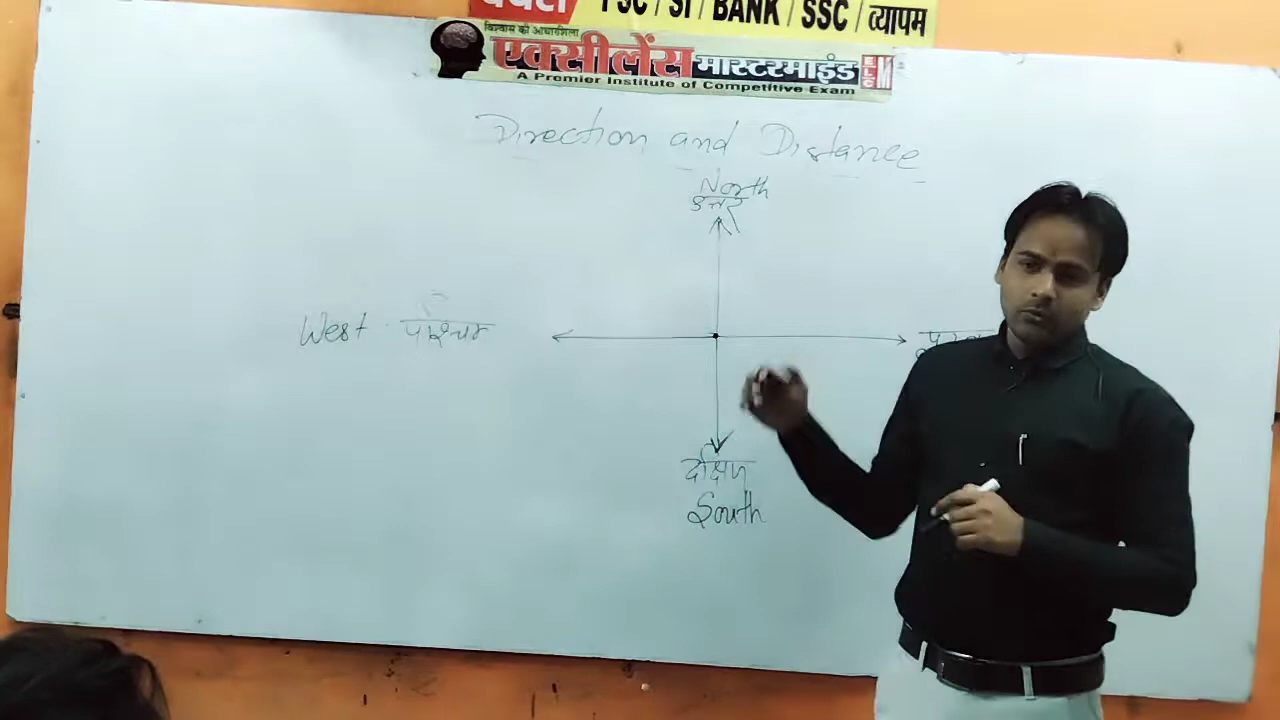 PSC / SI / BANK / SSC / व्यापम
विश्वास की आधारशिला
एक्सीलेंस मास्टरमाइंड ELC M
A Premier Institute of Competitive Exam
Direction and Distance
North
उत्तर
West पश्चिम
दक्षिण
South